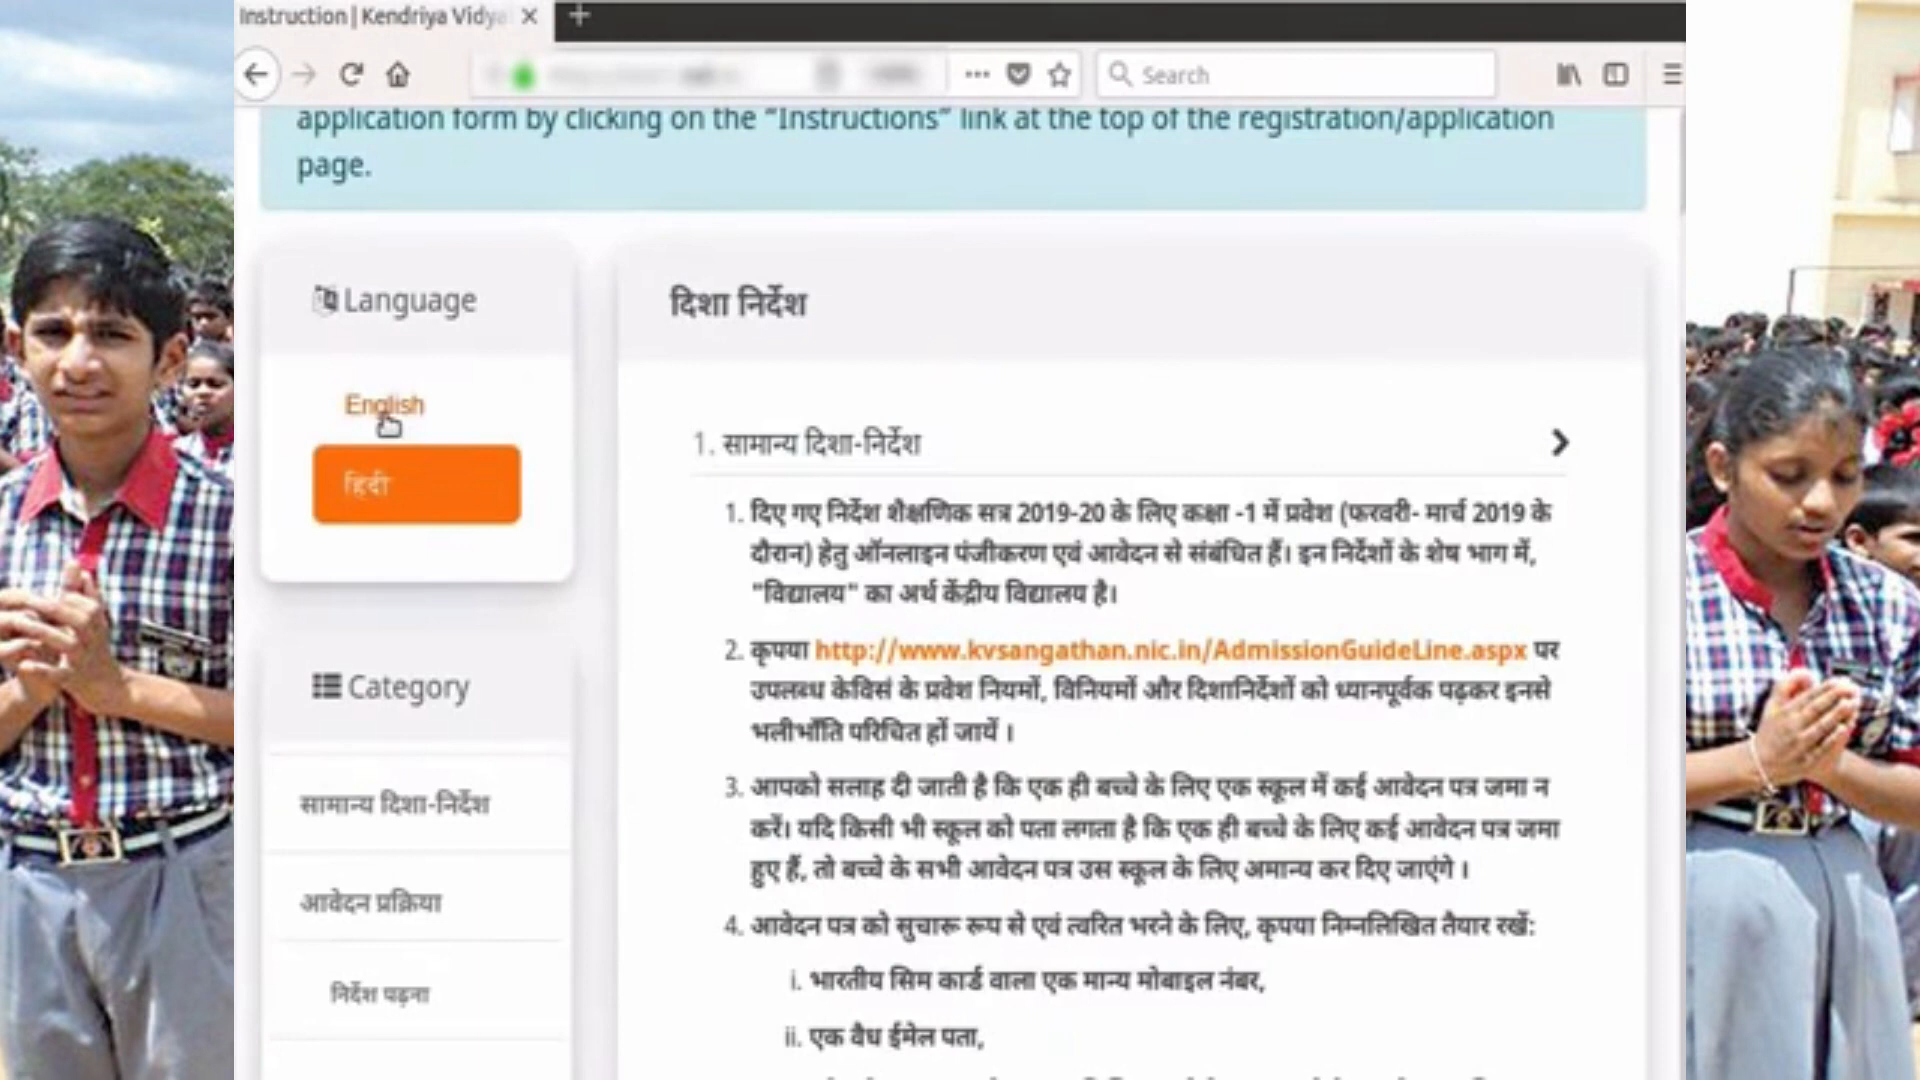 Instruction | Kendriya Vidya
Search
application form by clicking on the "Instructions" link at the top of the registration/application
page.
Language
English
हिंदी
Category
सामान्य दिशा-निर्देश
आवेदन प्रक्रिया
निर्देश पढ़ना
दिशा निर्देश
1. सामान्य दिशा-निर्देश
1. दिए गए निर्देश शैक्षणिक सत्र 2019-20 के लिए कक्षा -1 में प्रवेश (फरवरी- मार्च 2019 के
दौरान) हेतु ऑनलाइन पंजीकरण एवं आवेदन से संबंधित हैं। इन निर्देशों के शेष भाग में,
"विद्यालय" का अर्थ केंद्रीय विद्यालय है।
2. कृपया http://www.kvsangathan.nic.in/AdmissionGuideLine.aspx पर
उपलब्ध केविसं के प्रवेश नियमों, विनियमों और दिशानिर्देशों को ध्यानपूर्वक पढ़कर इनसे
भलीभाँति परिचित हों जायें ।
3. आपको सलाह दी जाती है कि एक ही बच्चे के लिए एक स्कूल में कई आवेदन पत्र जमा न
करें। यदि किसी भी स्कूल को पता लगता है कि एक ही बच्चे के लिए कई आवेदन पत्र जमा
हुए हैं, तो बच्चे के सभी आवेदन पत्र उस स्कूल के लिए अमान्य कर दिए जाएंगे ।
4. आवेदन पत्र को सुचारू रूप से एवं त्वरित भरने के लिए, कृपया निम्नलिखित तैयार रखें:
i. भारतीय सिम कार्ड वाला एक मान्य मोबाइल नंबर,
ii. एक वैध ईमेल पता,